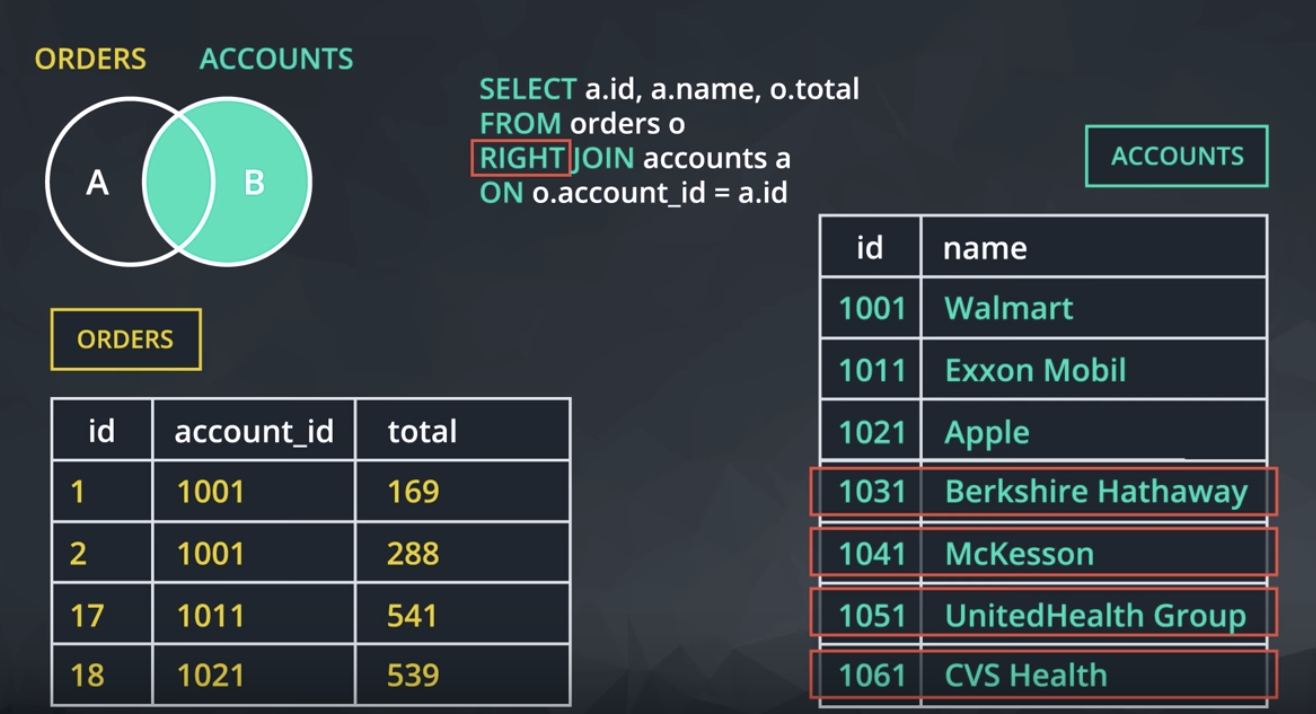 ORDERS ACCOUNTS
A B
SELECT a.id, a.name, o.total
FROM orders o
RIGHT JOIN accounts a
ON o.account_id = a.id
ORDERS
id account_id total
1 1001 169
2 1001 288
17 1011 541
18 1021 539
ACCOUNTS
id name
1001 Walmart
1011 Exxon Mobil
1021 Apple
1031 Berkshire Hathaway
1041 McKesson
1051 UnitedHealth Group
1061 CVS Health